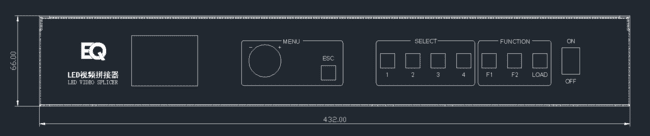 EQ
LED视频拼接器
LED VIDEO SPLICER
MENU
− +
ESC
SELECT
1 2 3 4
FUNCTION
F1 F2 LOAD
ON
OFF
66.00
432.00